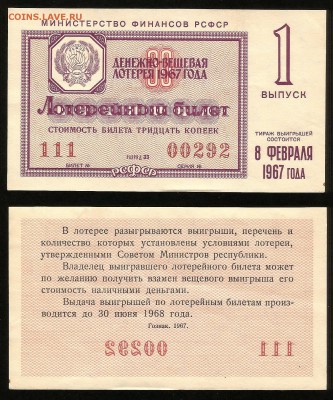 САЙТ
WWW.COINS.LAVE.RU
МИНИСТЕРСТВО ФИНАНСОВ РСФСР
ДЕНЕЖНО-ВЕЩЕВАЯ
ЛОТЕРЕЯ 1967 ГОДА
30
Лотерейный билет
СТОИМОСТЬ БИЛЕТА ТРИДЦАТЬ КОПЕЕК
111
00292
БИЛЕТ №
СЕРИЯ №
РСФСР
1
ВЫПУСК
ТИРАЖ ВЫИГРЫШЕЙ
СОСТОИТСЯ
8 ФЕВРАЛЯ
1967 ГОДА
В лотерее разыгрываются выигрыши, перечень и
количество которых установлены условиями лотереи,
утвержденными Советом Министров республики.
Владелец выигравшего лотерейного билета может
по желанию получить взамен вещевого выигрыша его
стоимость наличными деньгами.
Выдача выигрышей по лотерейным билетам произ-
водится до 30 июня 1968 года.
Гознак. 1967.
00292
111